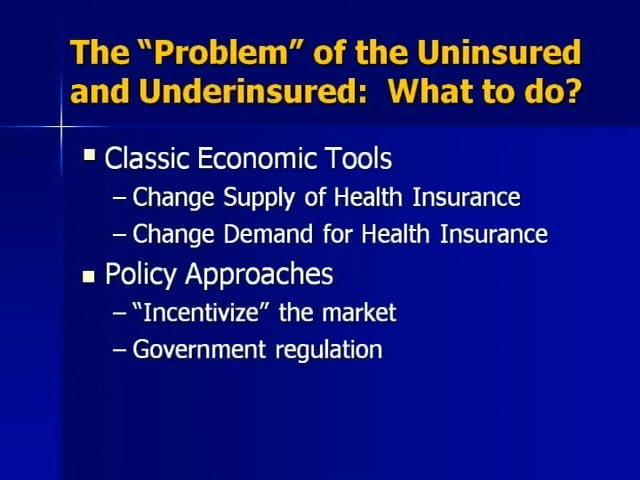 The “Problem” of the Uninsured
and Underinsured: What to do?
▪ Classic Economic Tools
– Change Supply of Health Insurance
– Change Demand for Health Insurance
▪ Policy Approaches
– “Incentivize” the market
– Government regulation